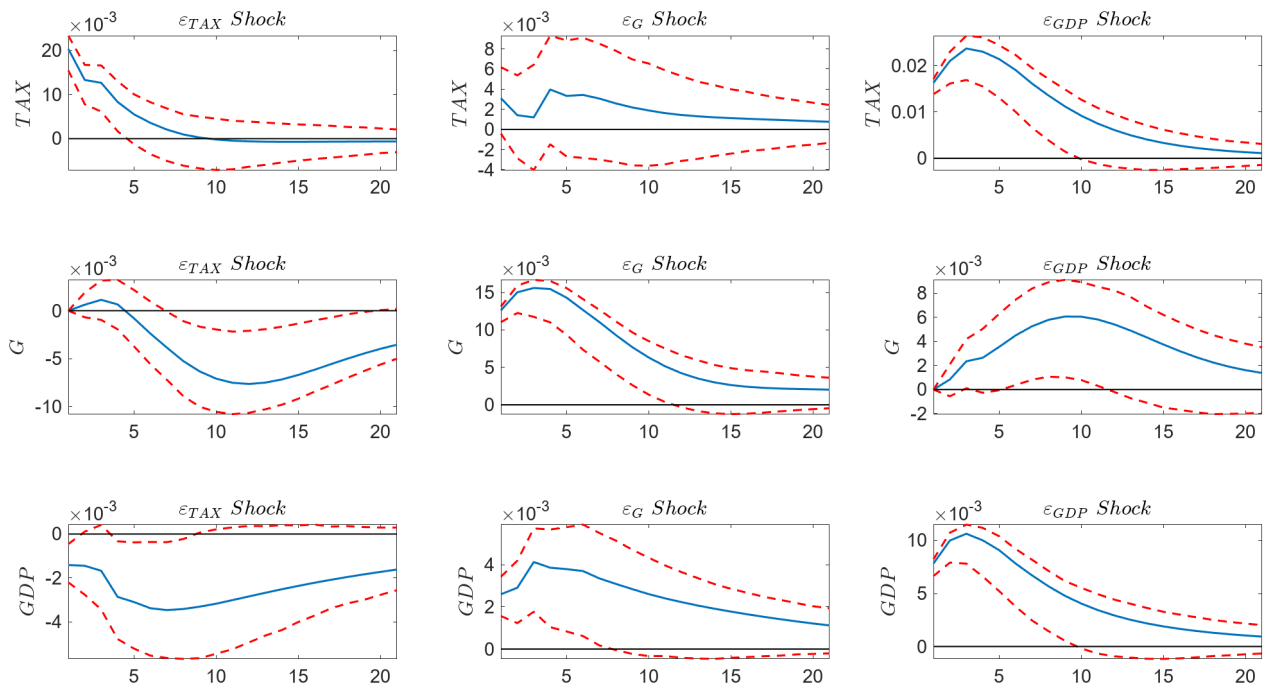 ×10⁻³ ε_TAX Shock
20
10
0
TAX
5 10 15 20
×10⁻³ ε_G Shock
8
6
4
2
0
-2
-4
TAX
5 10 15 20
ε_GDP Shock
0.02
0.01
0
TAX
5 10 15 20
×10⁻³ ε_TAX Shock
0
-5
-10
G
5 10 15 20
×10⁻³ ε_G Shock
15
10
5
0
G
5 10 15 20
×10⁻³ ε_GDP Shock
8
6
4
2
0
-2
G
5 10 15 20
×10⁻³ ε_TAX Shock
0
-2
-4
GDP
5 10 15 20
×10⁻³ ε_G Shock
4
2
0
GDP
5 10 15 20
×10⁻³ ε_GDP Shock
10
5
0
GDP
5 10 15 20